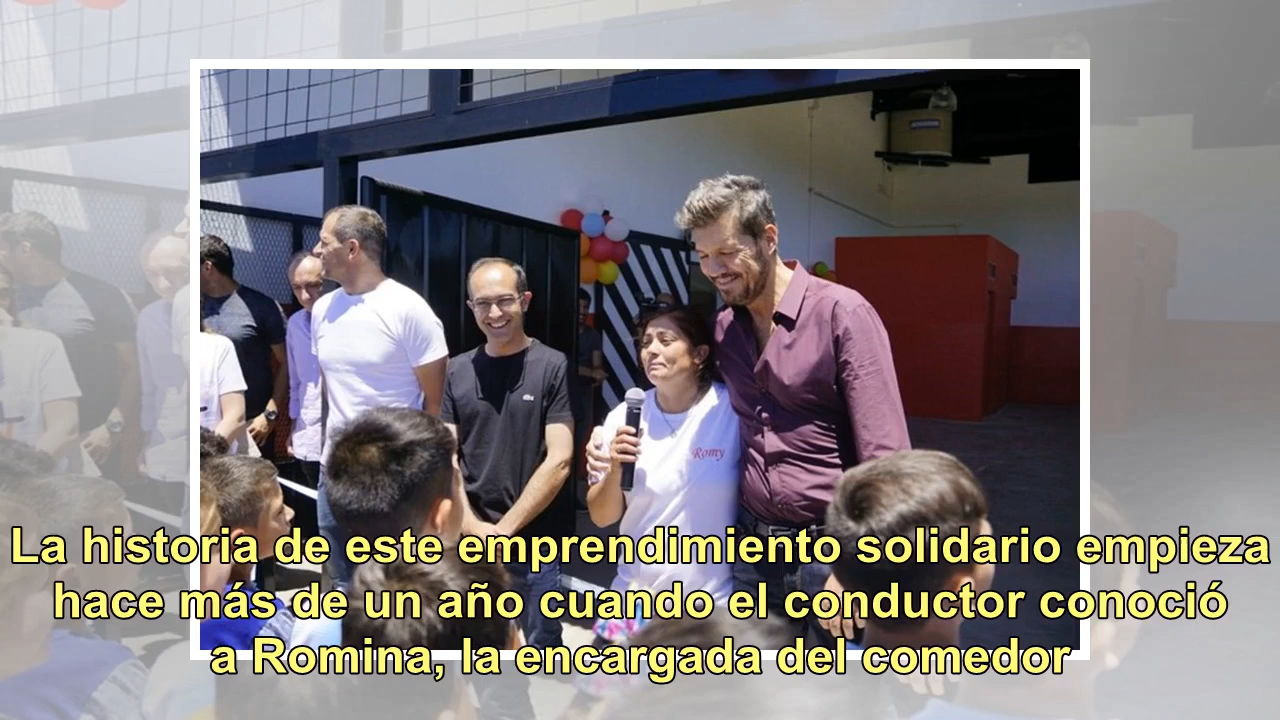 Romy
La historia de este emprendimiento solidario empieza
hace más de un año cuando el conductor conoció
a Romina, la encargada del comedor